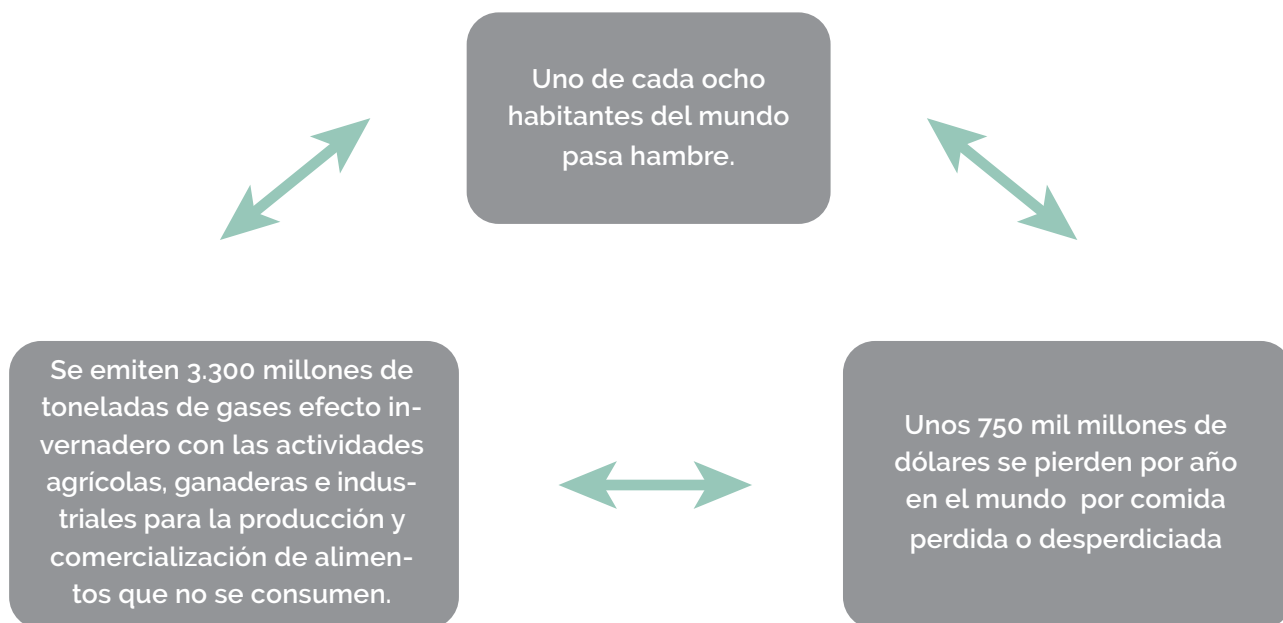 Uno de cada ocho
habitantes del mundo
pasa hambre.
Se emiten 3.300 millones de
toneladas de gases efecto in-
vernadero con las actividades
agrícolas, ganaderas e indus-
triales para la producción y
comercialización de alimen-
tos que no se consumen.
Unos 750 mil millones de
dólares se pierden por año
en el mundo  por comida
perdida o desperdiciada